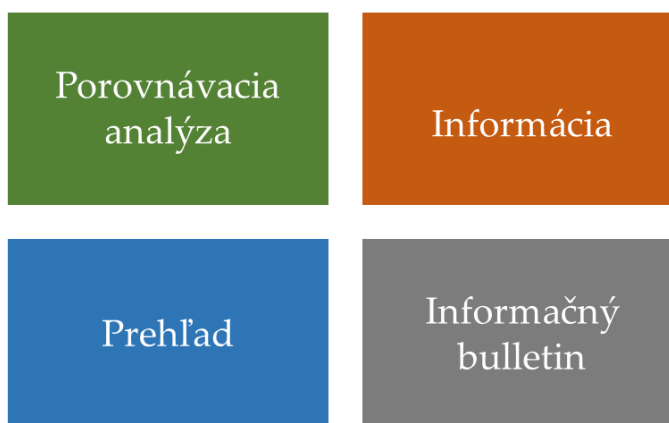 Porovnávacia
analýza
Informácia
Prehľad
Informačný
bulletin